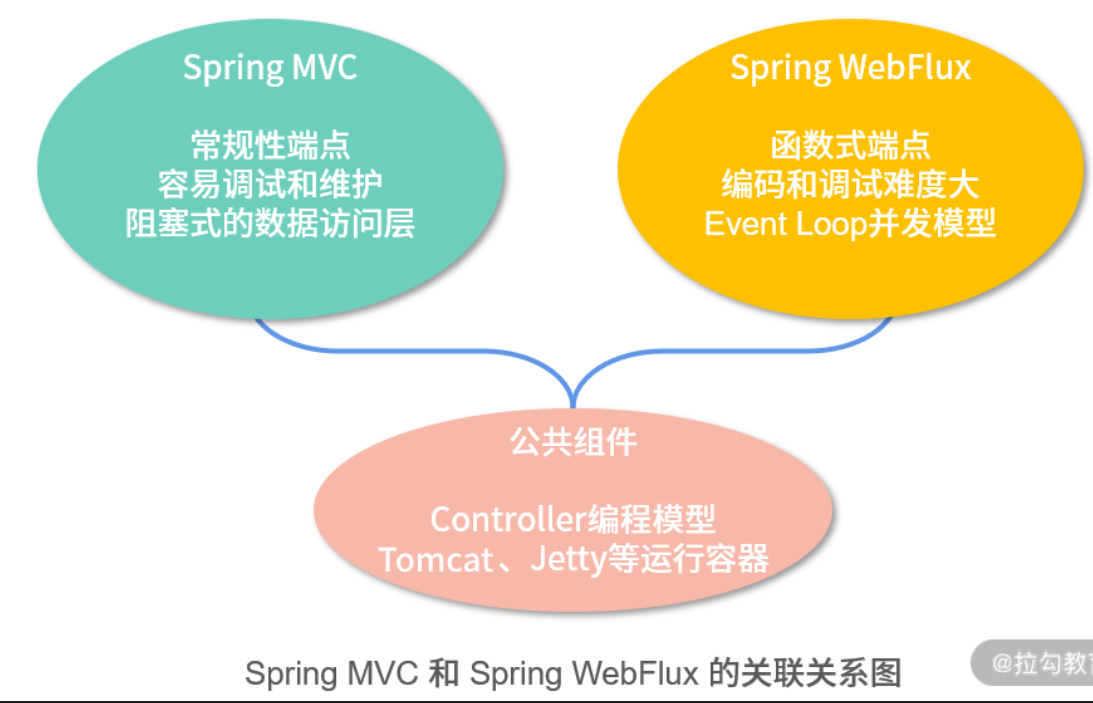 Spring MVC
常规性端点
容易调试和维护
阻塞式的数据访问层
Spring WebFlux
函数式端点
编码和调试难度大
Event Loop并发模型
公共组件
Controller编程模型
Tomcat、Jetty等运行容器
Spring MVC 和 Spring WebFlux 的关联关系图
@拉勾教育